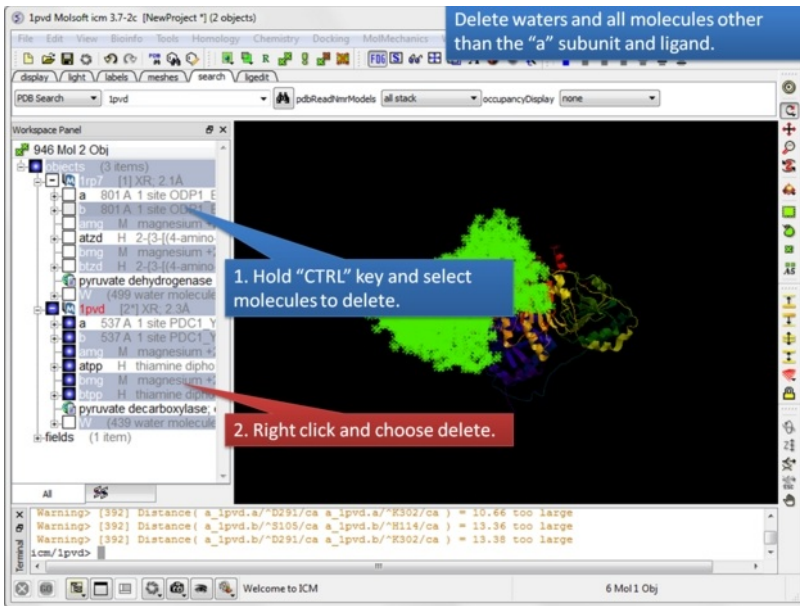 1pvd Molsoft icm 3.7-2c [NewProject *] (2 objects)
Delete waters and all molecules other
than the “a” subunit and ligand.
File Edit View Bioinfo Tools Homology Chemistry Docking MolMechanics
display light labels meshes search ligedit
PDB Search 1pvd pdbReadNmrModels all stack occupancyDisplay none
Workspace Panel
946 Mol 2 Obj
objects (3 items)
1rp7 [1] XR; 2.1Å
a 801 A 1 site ODP1_E
b 801 A 1 site ODP1_E
amg M magnesium +2
atzd H 2-{3-[(4-amino-
bmg M magnesium +2
btzd H 2-{3-[(4-amino-
pyruvate dehydrogenase
W (499 water molecule
1. Hold “CTRL” key and select
molecules to delete.
1pvd [2*] XR; 2.3Å
a 537 A 1 site PDC1_Y
b 537 A 1 site PDC1_Y
amg M magnesium +2
atpp H thiamine dipho
bmg M magnesium +2
btpp H thiamine dipho
pyruvate decarboxylase;
W (439 water molecule
2. Right click and choose delete.
fields (1 item)
All
Warning> [392] Distance( a_1pvd.a/^D291/ca a_1pvd.a/^K302/ca ) = 10.66 too large
Warning> [392] Distance( a_1pvd.b/^S105/ca a_1pvd.b/^H114/ca ) = 13.36 too large
Warning> [392] Distance( a_1pvd.b/^D291/ca a_1pvd.b/^K302/ca ) = 13.38 too large
icm/1pvd>
Terminal
Welcome to ICM
6 Mol 1 Obj